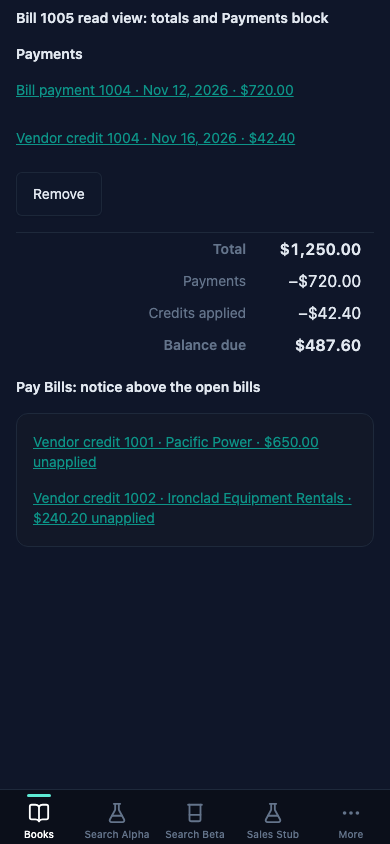 Bill 1005 read view: totals and Payments block
Payments
Bill payment 1004 · Nov 12, 2026 · $720.00
Vendor credit 1004 · Nov 16, 2026 · $42.40
Remove
Total $1,250.00
Payments –$720.00
Credits applied –$42.40
Balance due $487.60
Pay Bills: notice above the open bills
Vendor credit 1001 · Pacific Power · $650.00
unapplied
Vendor credit 1002 · Ironclad Equipment Rentals ·
$240.20 unapplied
Books Search Alpha Search Beta Sales Stub More